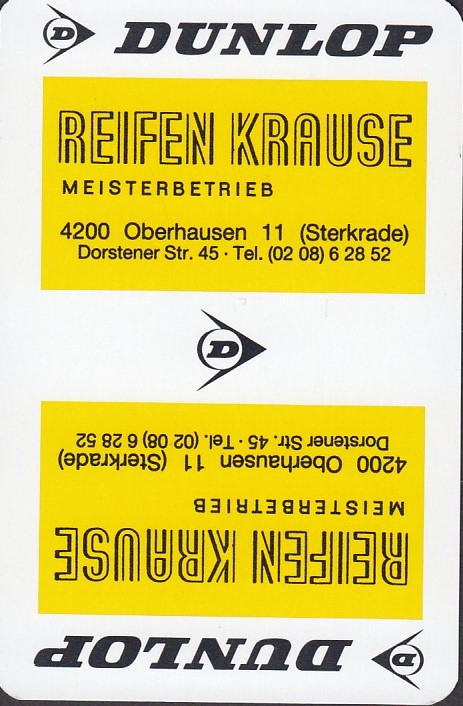 D DUNLOP
REIFEN KRAUSE
MEISTERBETRIEB
4200 Oberhausen 11 (Sterkrade)
Dorstener Str. 45 · Tel. (02 08) 6 28 52
D
Dorstener Str. 45 · Tel. (02 08) 6 28 52
4200 Oberhausen 11 (Sterkrade)
MEISTERBETRIEB
REIFEN KRAUSE
D DUNLOP